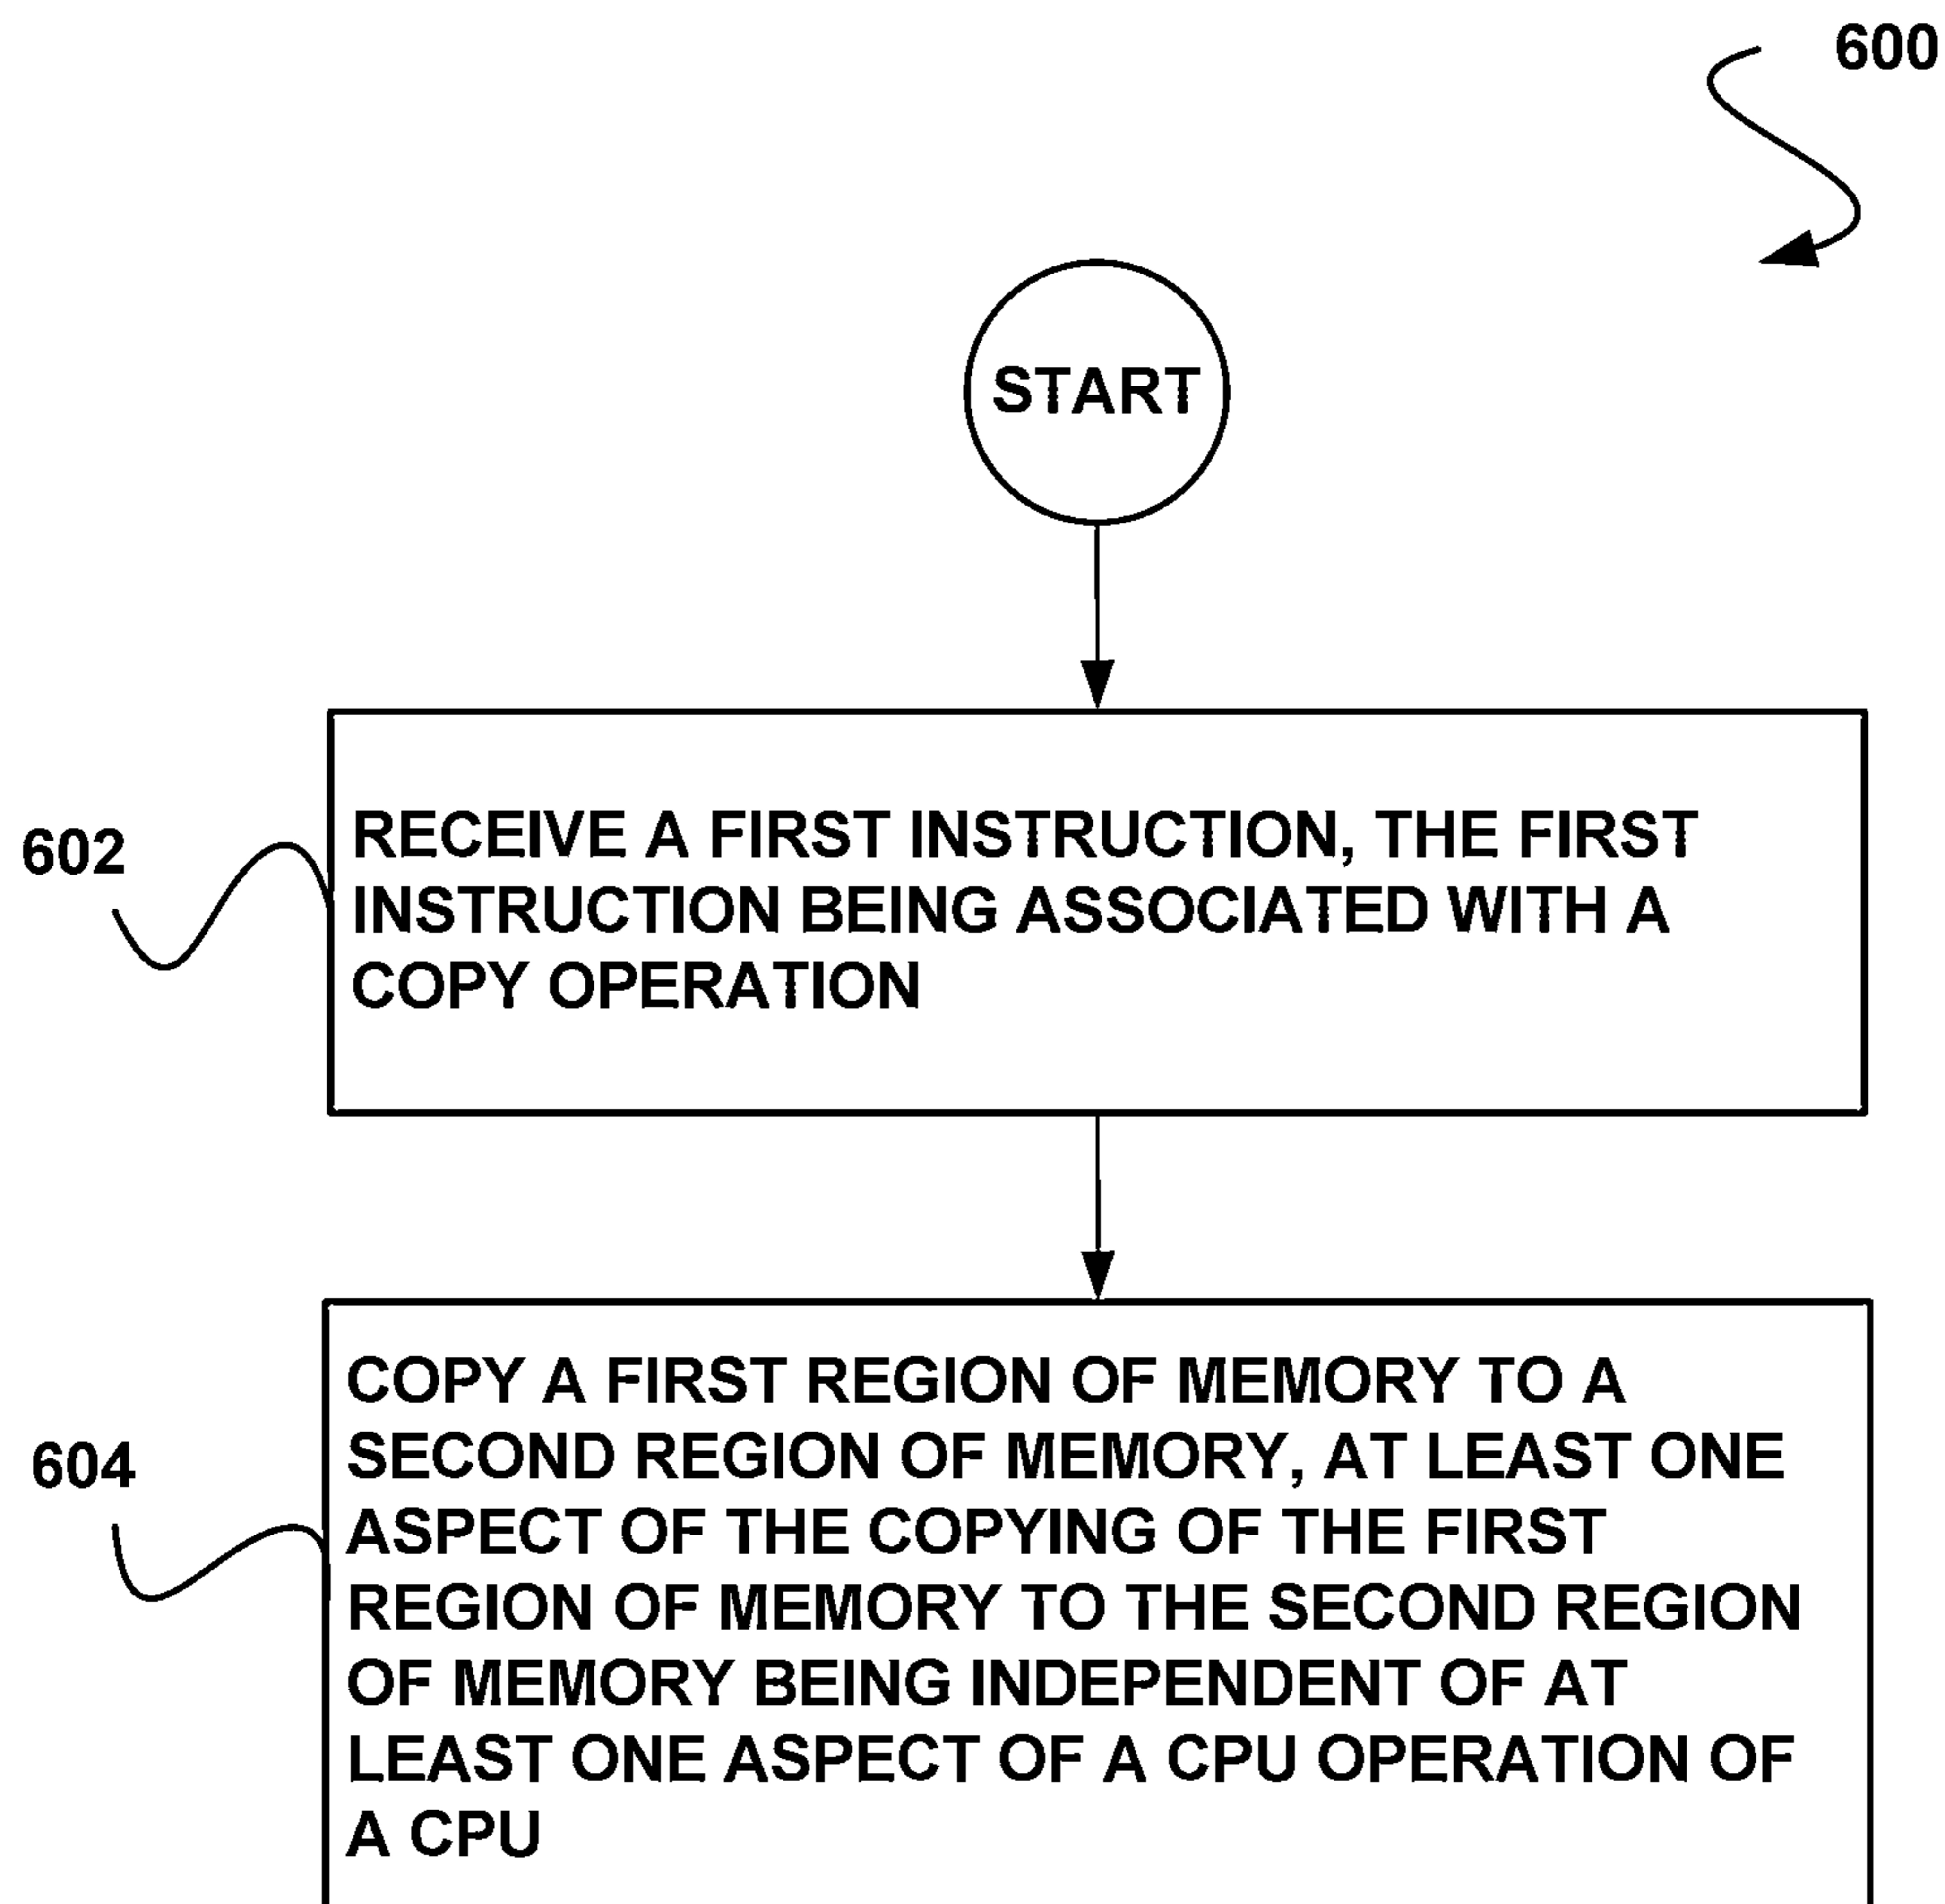 600
START
602
RECEIVE A FIRST INSTRUCTION, THE FIRST
INSTRUCTION BEING ASSOCIATED WITH A
COPY OPERATION
604
COPY A FIRST REGION OF MEMORY TO A
SECOND REGION OF MEMORY, AT LEAST ONE
ASPECT OF THE COPYING OF THE FIRST
REGION OF MEMORY TO THE SECOND REGION
OF MEMORY BEING INDEPENDENT OF AT
LEAST ONE ASPECT OF A CPU OPERATION OF
A CPU